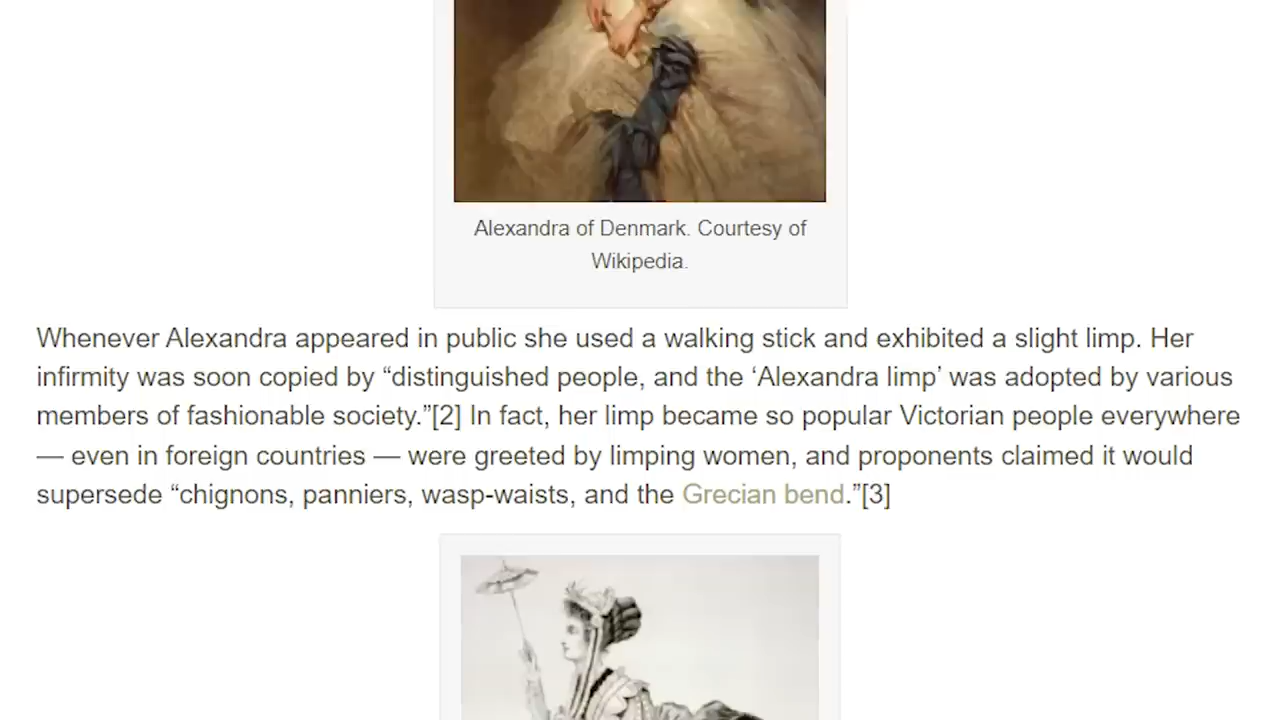 Alexandra of Denmark. Courtesy of
Wikipedia.
Whenever Alexandra appeared in public she used a walking stick and exhibited a slight limp. Her
infirmity was soon copied by “distinguished people, and the ‘Alexandra limp’ was adopted by various
members of fashionable society.”[2] In fact, her limp became so popular Victorian people everywhere
— even in foreign countries — were greeted by limping women, and proponents claimed it would
supersede “chignons, panniers, wasp-waists, and the Grecian bend.”[3]